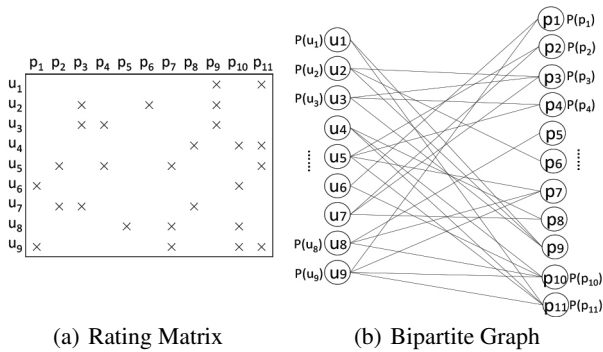 p1 p2 p3 p4 p5 p6 p7 p8 p9 p10 p11
u1 × ×
u2 × × ×
u3 × × ×
u4 × × ×
u5 × × × ×
u6 × ×
u7 × × ×
u8 × × ×
u9 × × × ×
(a) Rating Matrix
P(u1) u1
P(u2) u2
P(u3) u3
u4
u5
......
u6
u7
P(u8) u8
P(u9) u9
p1 P(p1)
p2 P(p2)
p3 P(p3)
p4 P(p4)
p5
p6 ......
p7
p8
p9
p10 P(p10)
p11 P(p11)
(b) Bipartite Graph